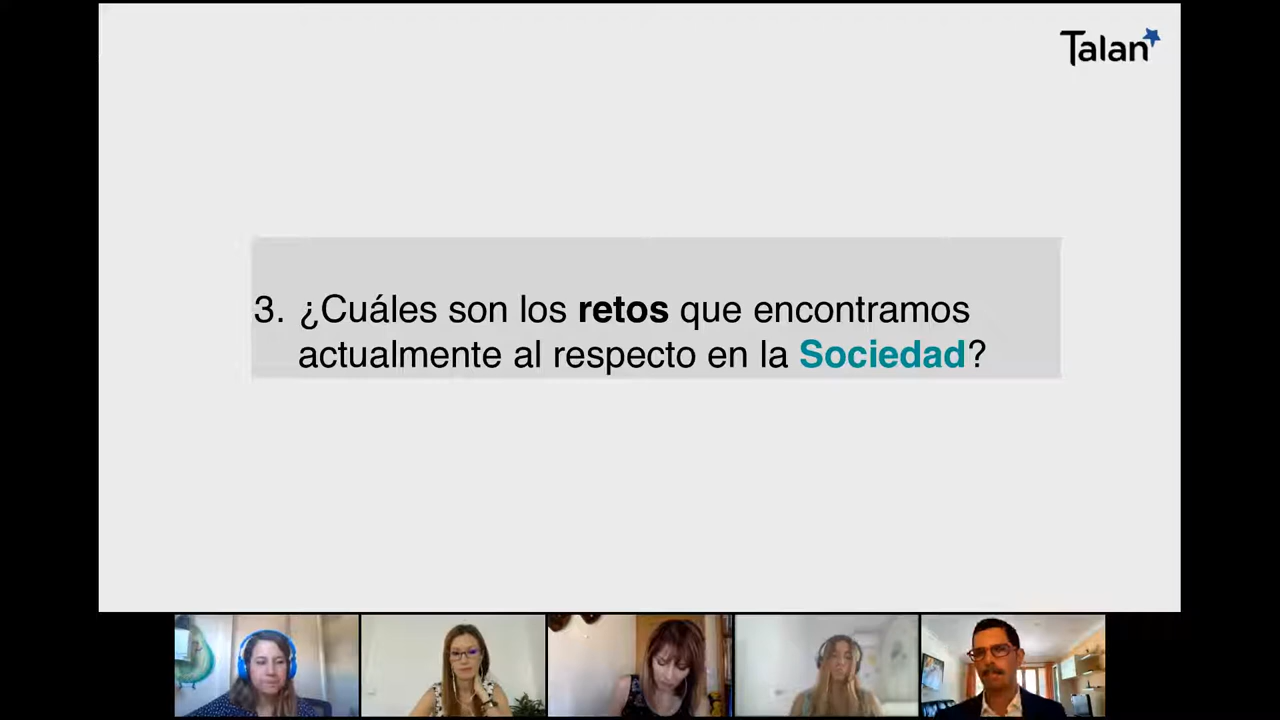 Talan
3. ¿Cuáles son los retos que encontramos
actualmente al respecto en la Sociedad?